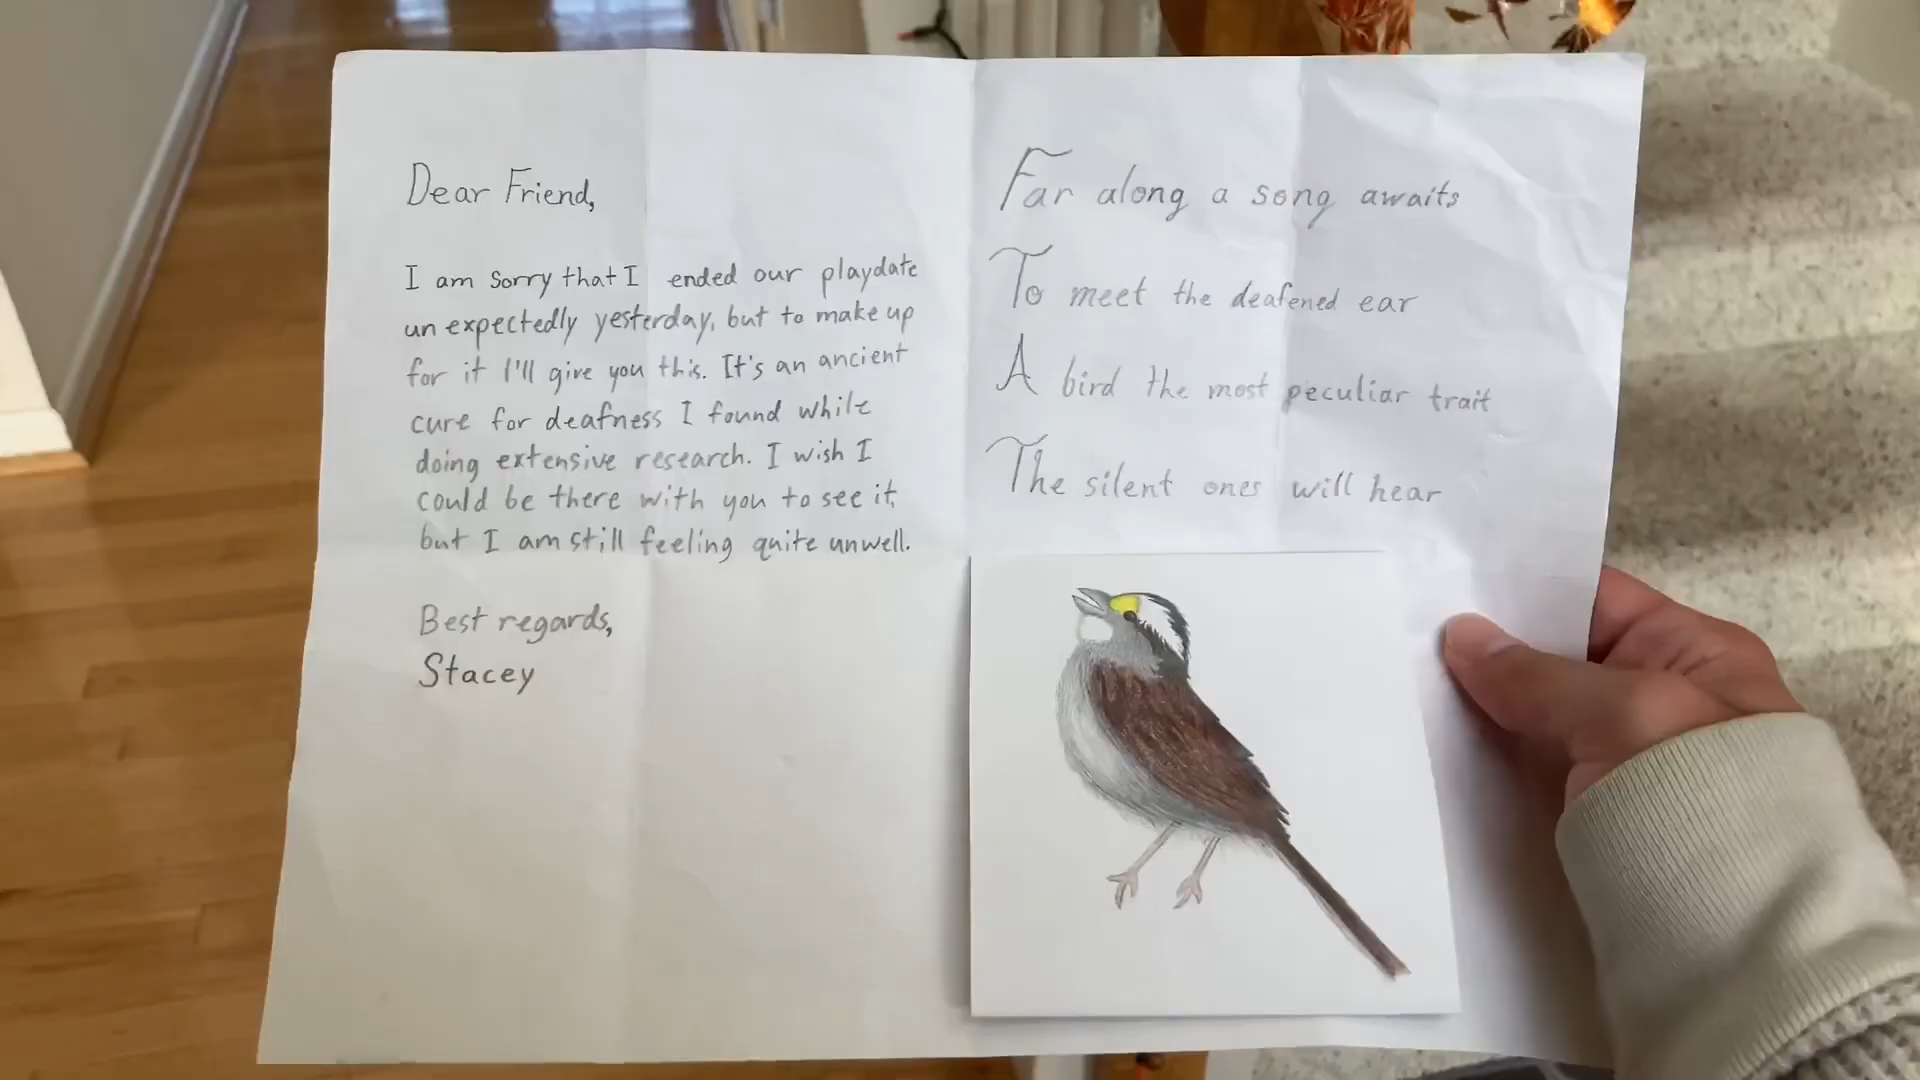 Dear Friend,
I am sorry that I ended our playdate
unexpectedly yesterday, but to make up
for it I'll give you this. It's an ancient
cure for deafness I found while
doing extensive research. I wish I
could be there with you to see it,
but I am still feeling quite unwell.
Best regards,
Stacey
Far along a song awaits
To meet the deafened ear
A bird the most peculiar trait
The silent ones will hear